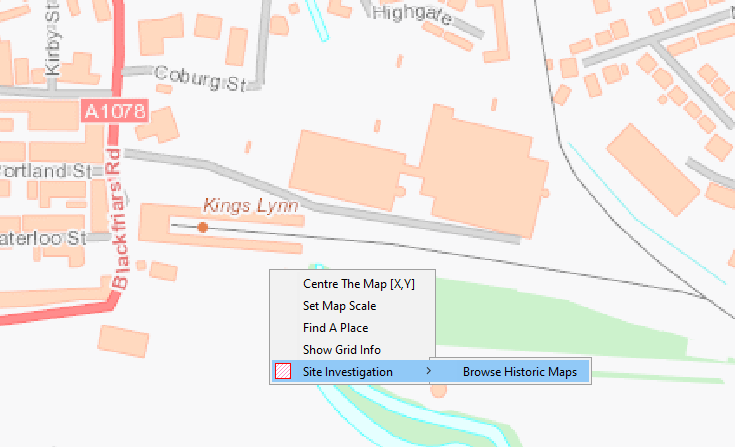 Highgate
Kirby St
Coburg St
A1078
Portland St
Blackfriars Rd
Kings Lynn
aterloo St
Centre The Map [X,Y]
Set Map Scale
Find A Place
Show Grid Info
Site Investigation
Browse Historic Maps